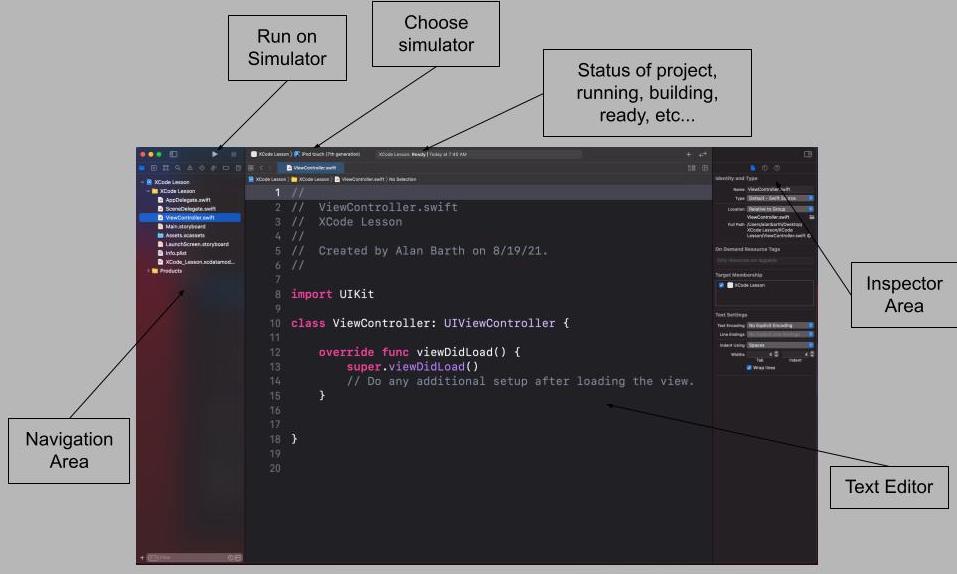 Run on
Simulator
Choose
simulator
Status of project,
running, building,
ready, etc...
XCode Lesson
iPod touch (7th generation)
XCode Lesson: Ready | Today at 7:40 AM
ViewController.swift
XCode Lesson
XCode Lesson
AppDelegate.swift
SceneDelegate.swift
ViewController.swift
Main.storyboard
Assets.xcassets
LaunchScreen.storyboard
Info.plist
XCode_Lesson.xcdatamod...
Products
XCode Lesson XCode Lesson ViewController.swift No Selection
1 //
2 // ViewController.swift
3 // XCode Lesson
4 //
5 // Created by Alan Barth on 8/19/21.
6 //
7
8 import UIKit
9
10 class ViewController: UIViewController {
11
12 override func viewDidLoad() {
13 super.viewDidLoad()
14 // Do any additional setup after loading the view.
15 }
16
17
18 }
19
20
Identity and Type
Name ViewController.swift
Type Default - Swift Source
Location Relative to Group
ViewController.swift
Full Path /Users/alanbarth/Desktop/
XCode Lesson/XCode
Lesson/ViewController.swift
On Demand Resource Tags
Only resources are taggable
Target Membership
XCode Lesson
Text Settings
Text Encoding No Explicit Encoding
Line Endings No Explicit Line Endings
Indent Using Spaces
Widths 4 4
Tab Indent
Wrap lines
Filter
Inspector
Area
Navigation
Area
Text Editor